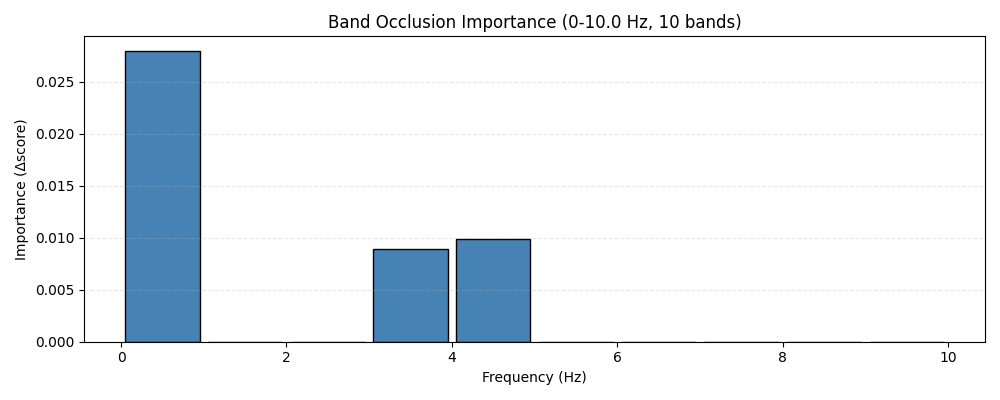 Band Occlusion Importance (0-10.0 Hz, 10 bands)
Importance (Δscore)
0.025
0.020
0.015
0.010
0.005
0.000
0 2 4 6 8 10
Frequency (Hz)